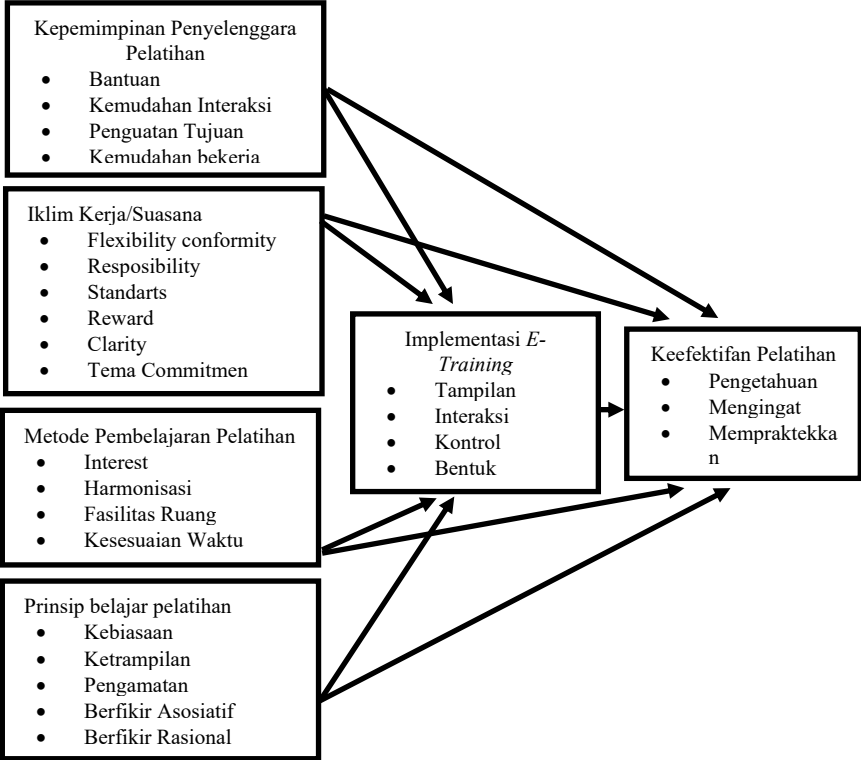 Kepemimpinan Penyelenggara
Pelatihan
• Bantuan
• Kemudahan Interaksi
• Penguatan Tujuan
• Kemudahan bekerja
Iklim Kerja/Suasana
• Flexibility conformity
• Resposibility
• Standarts
• Reward
• Clarity
• Tema Commitmen
Metode Pembelajaran Pelatihan
• Interest
• Harmonisasi
• Fasilitas Ruang
• Kesesuaian Waktu
Prinsip belajar pelatihan
• Kebiasaan
• Ketrampilan
• Pengamatan
• Berfikir Asosiatif
• Berfikir Rasional
Implementasi E-
Training
• Tampilan
• Interaksi
• Kontrol
• Bentuk
Keefektifan Pelatihan
• Pengetahuan
• Mengingat
• Mempraktekka
n